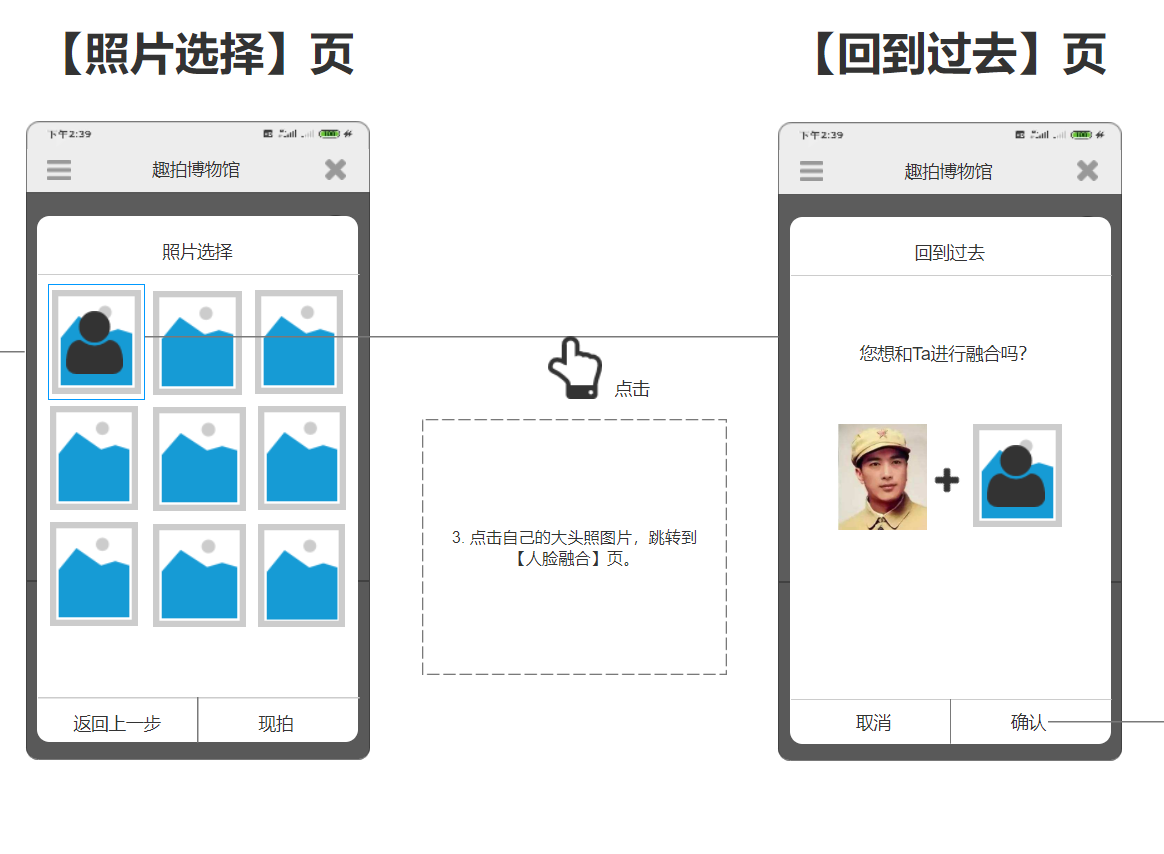 【照片选择】页
【回到过去】页
下午2:39
趣拍博物馆
照片选择
返回上一步
现拍
点击
3. 点击自己的大头照图片，跳转到
【人脸融合】页。
下午2:39
趣拍博物馆
回到过去
您想和Ta进行融合吗？
取消
确认